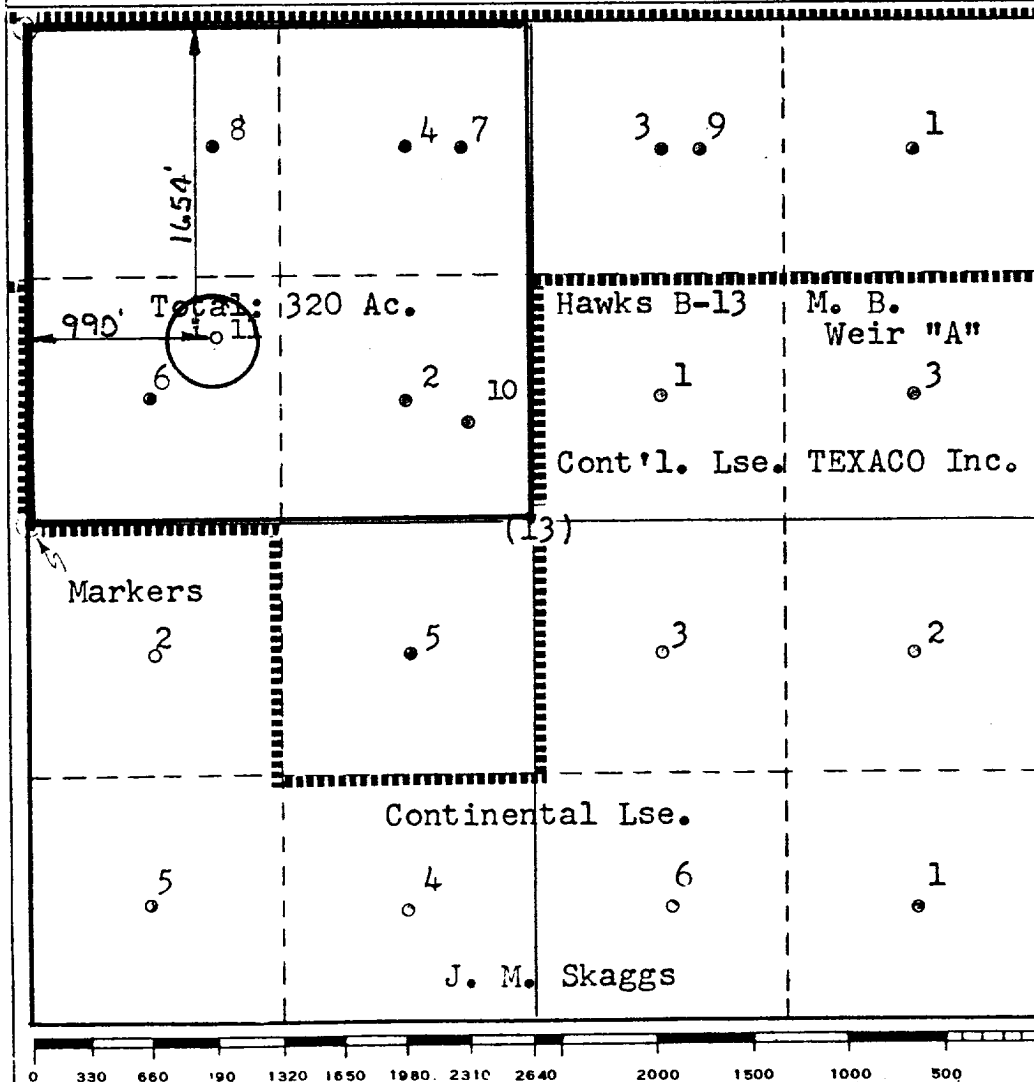 8 4 7 3 9 1
1654'
Total: 320 Ac. Hawks B-13 M. B.
990' 11 Weir "A"
6 2 10 1 3
Cont'l. Lse. TEXACO Inc.
(13)
Markers
2 5 3 2
Continental Lse.
5 4 6 1
J. M. Skaggs
0 330 660 190 1320 1650 1980. 2310 2640 2000 1500 1000 500